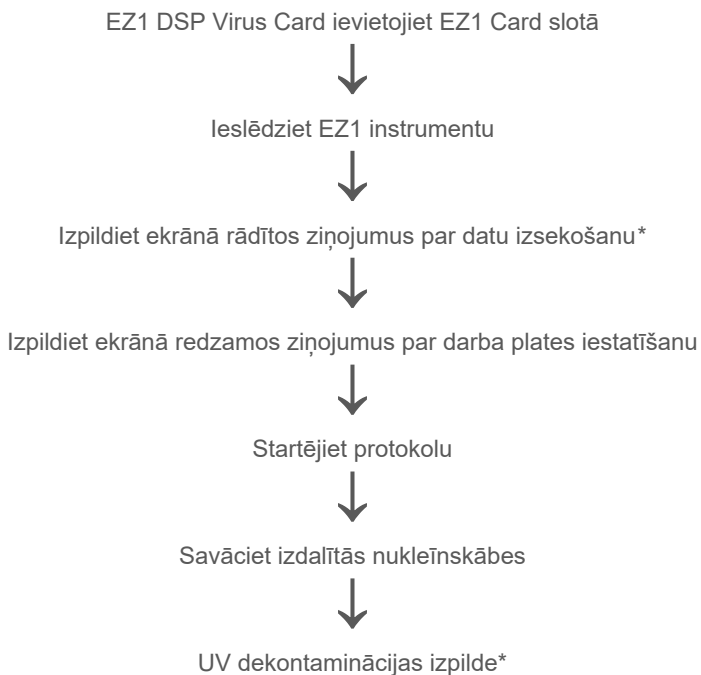 EZ1 DSP Virus Card ievietojiet EZ1 Card slotā
Ieslēdziet EZ1 instrumentu
Izpildiet ekrānā rādītos ziņojumus par datu izsekošanu*
Izpildiet ekrānā redzamos ziņojumus par darba plates iestatīšanu
Startējiet protokolu
Savāciet izdalītās nukleīnskābes
UV dekontaminācijas izpilde*